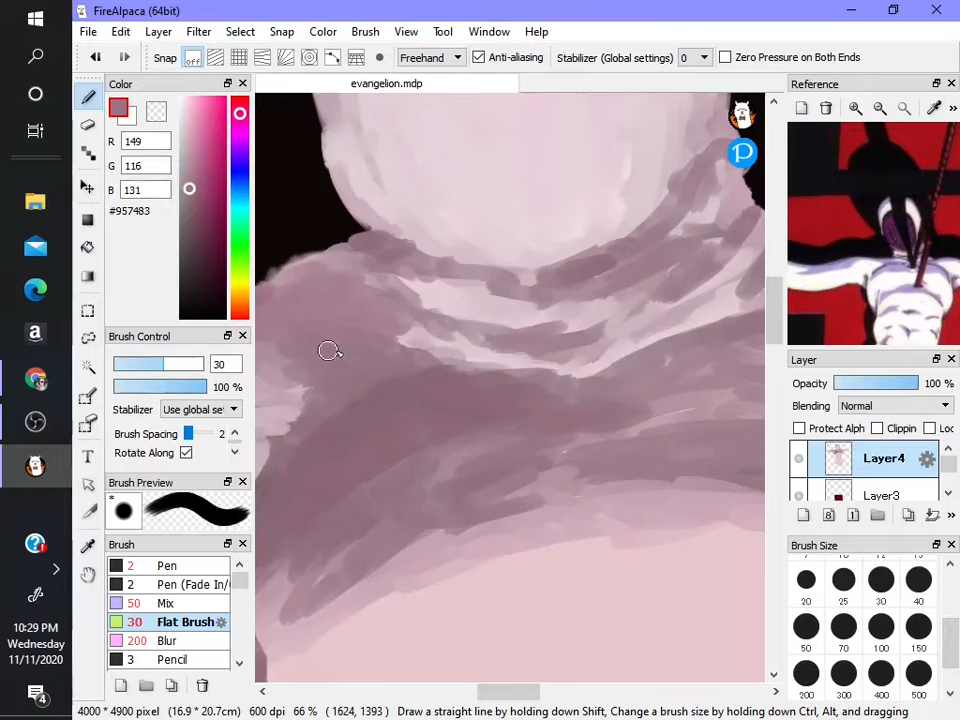 FireAlpaca (64bit)
File Edit Layer Filter Select Snap Color Brush View Tool Window Help
Snap off Freehand Anti-aliasing Stabilizer (Global settings) 0 Zero Pressure on Both Ends
Color
evangelion.mdp
Reference
R 149
G 116
B 131
#957483
Brush Control
30
100 %
Stabilizer Use global se
Brush Spacing 2
Rotate Along
Brush Preview
*
Brush
2 Pen
2 Pen (Fade In/
50 Mix
30 Flat Brush
200 Blur
3 Pencil
P
Layer
Opacity 100 %
Blending Normal
Protect Alph Clippin Loc
Layer4
Layer3
8 1
Brush Size
20 25 30 40
50 70 100 150
200 300 400 500
a
10:29 PM
Wednesday
11/11/2020
4
4000 * 4900 pixel (16.9 * 20.7cm) 600 dpi 66 % ( 1624, 1393 ) Draw a straight line by holding down Shift, Change a brush size by holding down Ctrl, Alt, and dragging